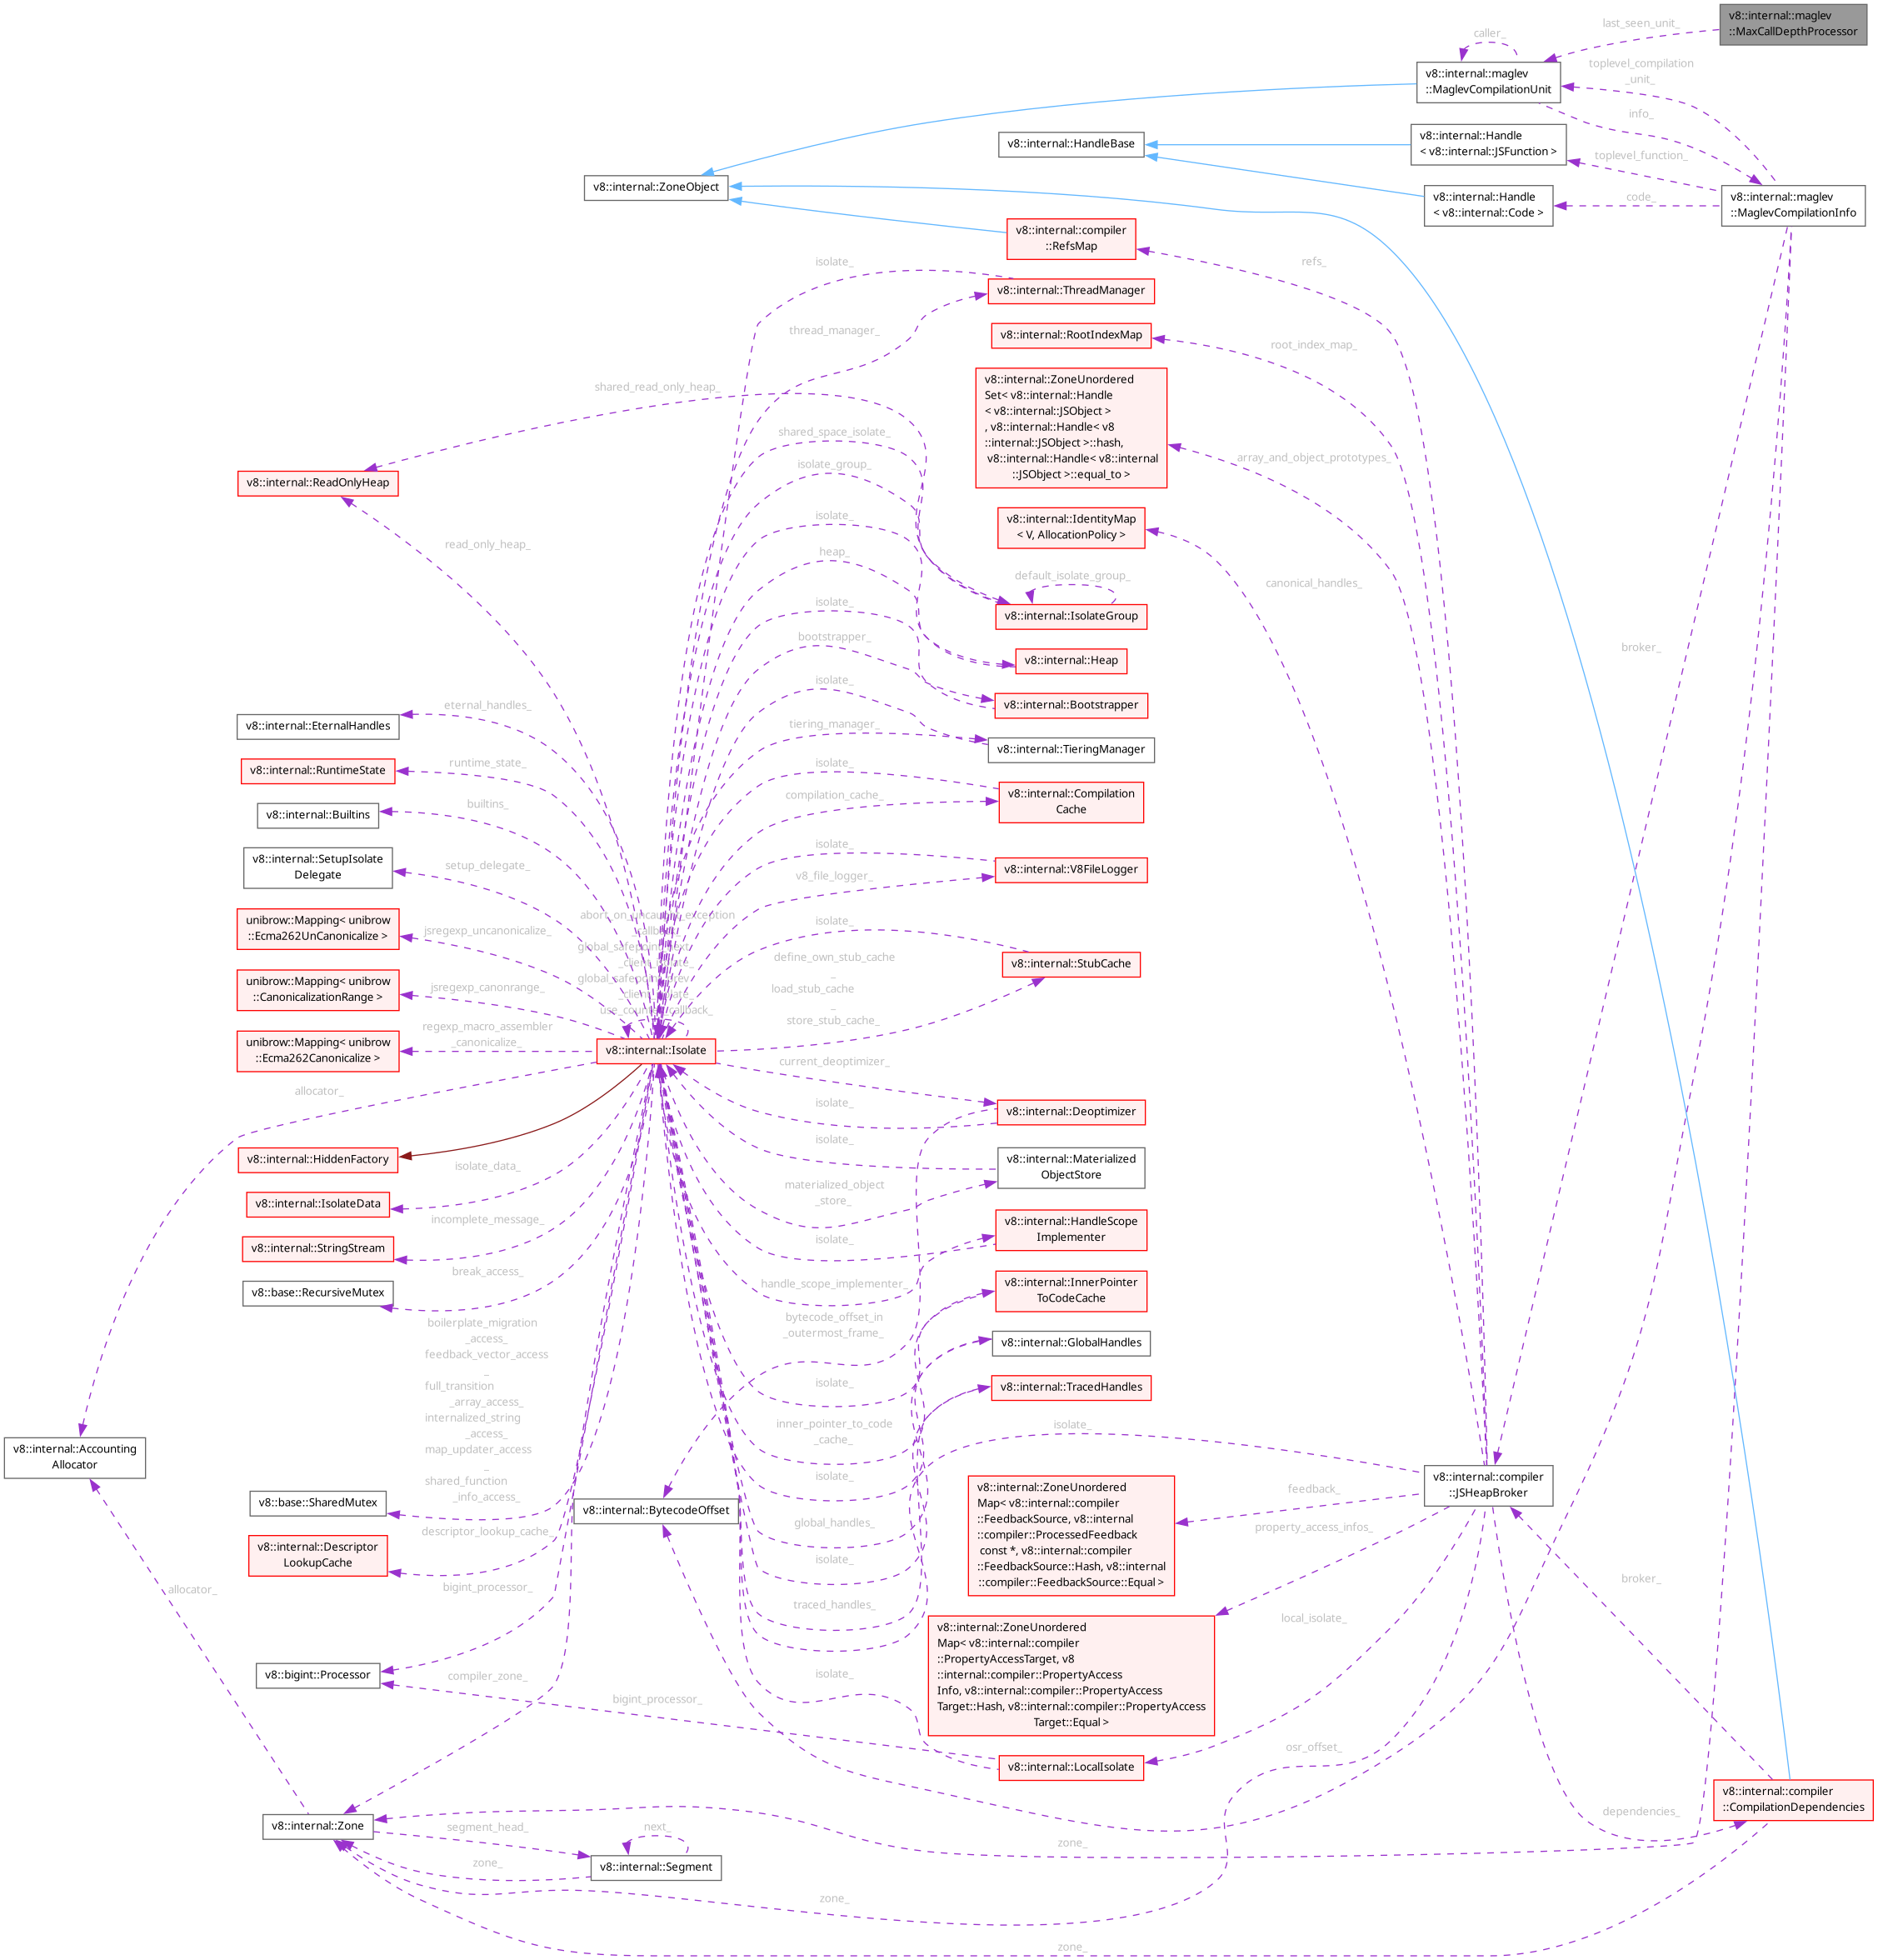 v8::internal::maglev
::MaxCallDepthProcessor
last_seen_unit_
caller_
v8::internal::maglev
::MaglevCompilationUnit
toplevel_compilation
_unit_
info_
v8::internal::HandleBase
v8::internal::Handle
< v8::internal::JSFunction >
toplevel_function_
v8::internal::ZoneObject
v8::internal::Handle
< v8::internal::Code >
code_
v8::internal::maglev
::MaglevCompilationInfo
v8::internal::compiler
::RefsMap
isolate_
refs_
v8::internal::ThreadManager
thread_manager_
v8::internal::RootIndexMap
root_index_map_
v8::internal::ZoneUnordered
Set< v8::internal::Handle
< v8::internal::JSObject >
, v8::internal::Handle< v8
::internal::JSObject >::hash,
v8::internal::Handle< v8::internal
::JSObject >::equal_to >
shared_read_only_heap_
shared_space_isolate_
array_and_object_prototypes_
isolate_group_
v8::internal::ReadOnlyHeap
isolate_
v8::internal::IdentityMap
< V, AllocationPolicy >
read_only_heap_
heap_
default_isolate_group_
canonical_handles_
isolate_
v8::internal::IsolateGroup
bootstrapper_
broker_
v8::internal::Heap
isolate_
eternal_handles_
v8::internal::Bootstrapper
v8::internal::EternalHandles
tiering_manager_
v8::internal::TieringManager
runtime_state_
isolate_
v8::internal::RuntimeState
v8::internal::Compilation
Cache
builtins_
compilation_cache_
v8::internal::Builtins
isolate_
v8::internal::SetupIsolate
Delegate
setup_delegate_
v8_file_logger_
v8::internal::V8FileLogger
unibrow::Mapping< unibrow
::Ecma262UnCanonicalize >
jsregexp_uncanonicalize_
abort_on_uncaught_exception
_callback_
global_safepoint_next
_client_isolate_
global_safepoint_prev
_client_isolate_
use_counter_callback_
isolate_
define_own_stub_cache
_
load_stub_cache
_
store_stub_cache_
v8::internal::StubCache
unibrow::Mapping< unibrow
::CanonicalizationRange >
jsregexp_canonrange_
unibrow::Mapping< unibrow
::Ecma262Canonicalize >
regexp_macro_assembler
_canonicalize_
v8::internal::Isolate
current_deoptimizer_
allocator_
isolate_
v8::internal::Deoptimizer
v8::internal::HiddenFactory
isolate_
v8::internal::Materialized
ObjectStore
isolate_data_
materialized_object
_store_
v8::internal::IsolateData
incomplete_message_
v8::internal::StringStream
isolate_
v8::internal::HandleScope
Implementer
break_access_
handle_scope_implementer_
v8::base::RecursiveMutex
v8::internal::InnerPointer
ToCodeCache
bytecode_offset_in
_outermost_frame_
boilerplate_migration
_access_
feedback_vector_access
_
full_transition
_array_access_
internalized_string
_access_
map_updater_access
_
shared_function
_info_access_
v8::internal::GlobalHandles
isolate_
v8::internal::TracedHandles
inner_pointer_to_code
_cache_
isolate_
v8::internal::Accounting
Allocator
isolate_
v8::internal::compiler
::JSHeapBroker
v8::base::SharedMutex
v8::internal::BytecodeOffset
feedback_
v8::internal::ZoneUnordered
Map< v8::internal::compiler
::FeedbackSource, v8::internal
::compiler::ProcessedFeedback
const *, v8::internal::compiler
::FeedbackSource::Hash, v8::internal
::compiler::FeedbackSource::Equal >
global_handles_
property_access_infos_
descriptor_lookup_cache_
v8::internal::Descriptor
LookupCache
isolate_
bigint_processor_
allocator_
traced_handles_
broker_
local_isolate_
v8::internal::ZoneUnordered
Map< v8::internal::compiler
::PropertyAccessTarget, v8
::internal::compiler::PropertyAccess
Info, v8::internal::compiler::PropertyAccess
Target::Hash, v8::internal::compiler::PropertyAccess
Target::Equal >
v8::bigint::Processor
compiler_zone_
isolate_
bigint_processor_
osr_offset_
v8::internal::LocalIsolate
v8::internal::compiler
::CompilationDependencies
dependencies_
v8::internal::Zone
segment_head_
next_
zone_
zone_
v8::internal::Segment
zone_
zone_